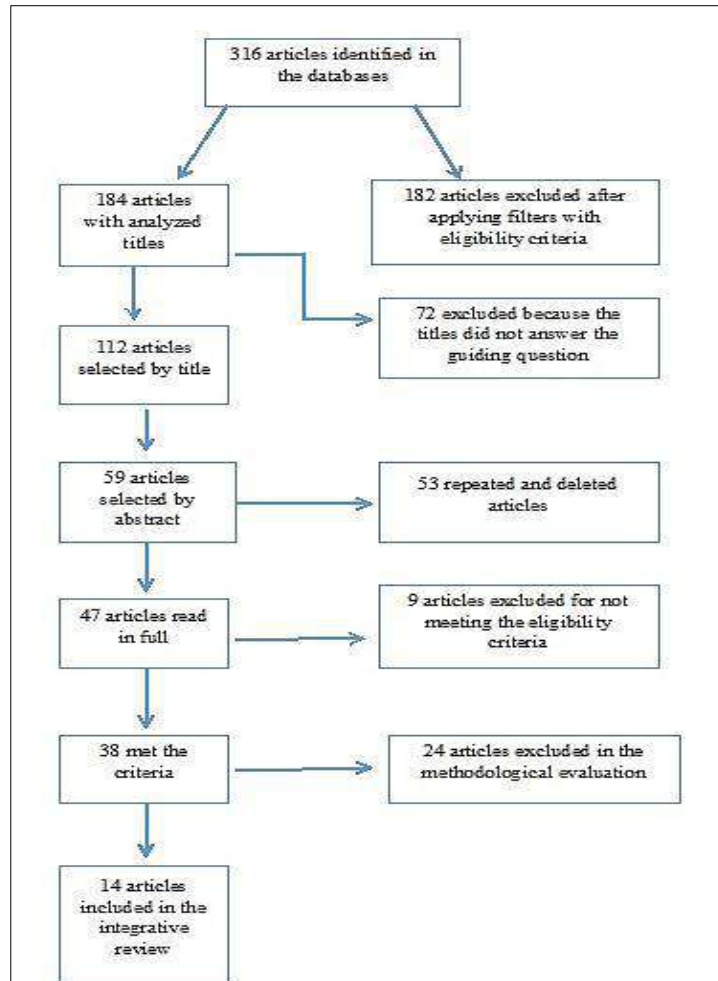 316 articles identified in
the databases
184 articles
with analyzed
titles
182 articles excluded after
applying filters with
eligibility criteria
72 excluded because the
titles did not answer the
guiding question
112 articles
selected by title
59 articles
selected by
abstract
53 repeated and deleted
articles
47 articles read in
full
9 articles excluded for not
meeting the eligibility
criteria
38 met the
criteria
24 articles excluded in the
methodological evaluation
14 articles
included in the
integrative
review